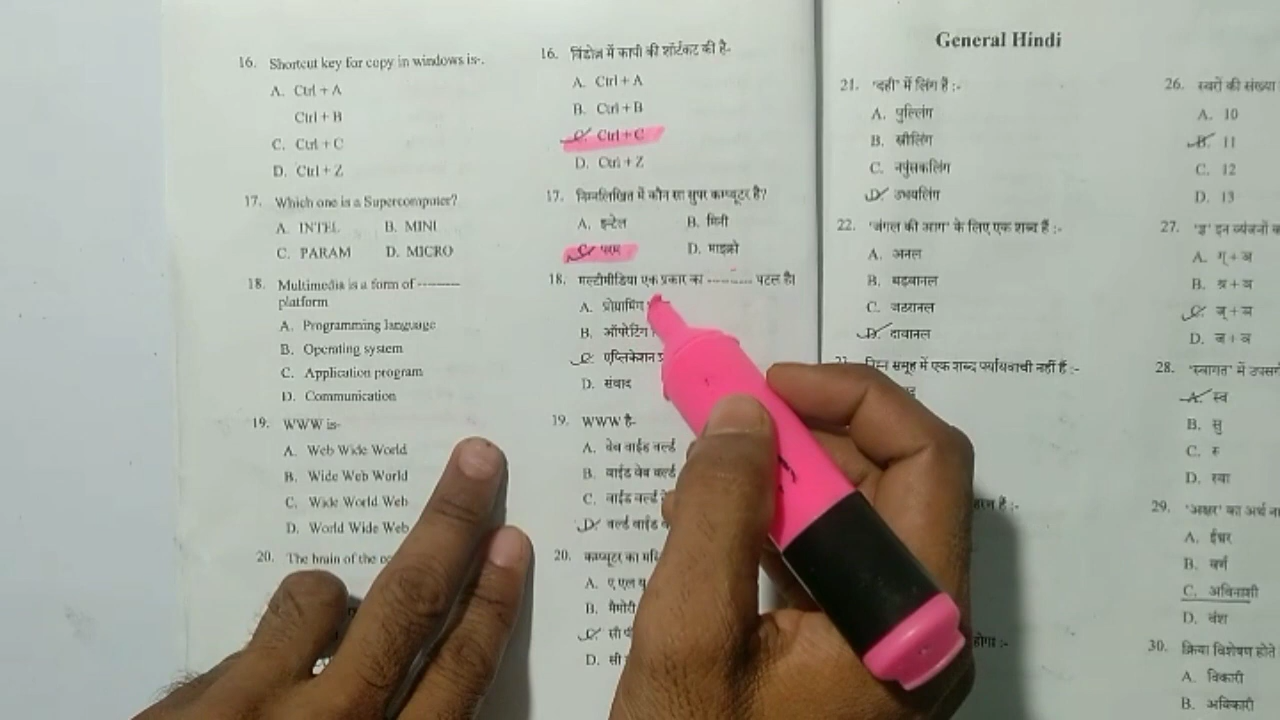 16. Shortcut key for copy in windows is-.
A. Ctrl + A
Ctrl + B
C. Ctrl + C
D. Ctrl + Z
17. Which one is a Supercomputer?
A. INTEL B. MINI
C. PARAM D. MICRO
18. Multimedia is a form of --------
platform
A. Programming language
B. Operating system
C. Application program
D. Communication
19. WWW is-
A. Web Wide World
B. Wide Web World
C. Wide World Web
D. World Wide Web
20. The brain of the
16. विंडोज में कापी की शॉर्टकट की है-
A. Ctrl + A
B. Ctrl + B
C. Ctrl + C
D. Ctrl + Z
17. निम्नलिखित में कौन सा सुपर कम्प्यूटर है?
A. इन्टेल B. मिनी
C. परम D. माइक्रो
18. मल्टीमीडिया एक प्रकार का ---------- पटल है।
A. प्रोग्रामिंग
B. ऑपरेटिंग
C. एप्लिकेशन
D. संवाद
19. WWW है-
A. वेब वाईड वर्ल्ड
B. वाईड वेब वर्ल्ड
C. वाईड वर्ल्ड
D. वर्ल्ड वाईड
20. कम्प्यूटर का
A. ए एल
B. मैमोरी
C. सी
D. सी
General Hindi
21. 'दही' में लिंग है :-
A. पुल्लिंग
B. स्त्रीलिंग
C. नपुंसकलिंग
D. उभयलिंग
22. 'जंगल की आग' के लिए एक शब्द हैं :-
A. अनल
B. बड़वानल
C. जठरानल
D. दावानल
समूह में एक शब्द पर्यायवाची नहीं हैं :-
हैं :-
होगा :-
26. स्वरों की संख्या
A. 10
B. 11
C. 12
D. 13
27. 'ज्ञ' इन व्यंजनों
A. ग् + ञ
B. श्र + ञ
C. ज् + ञ
D. ज + ञ
28. 'स्वागत' में
A. स्व
B. सु
C. रु
D. स्वा
29. 'अक्षर' का अर्थ
A. ईश्वर
B. वर्ण
C. अविनाशी
D. वंश
30. क्रिया विशेषण होते
A. विकारी
B. अविकारी